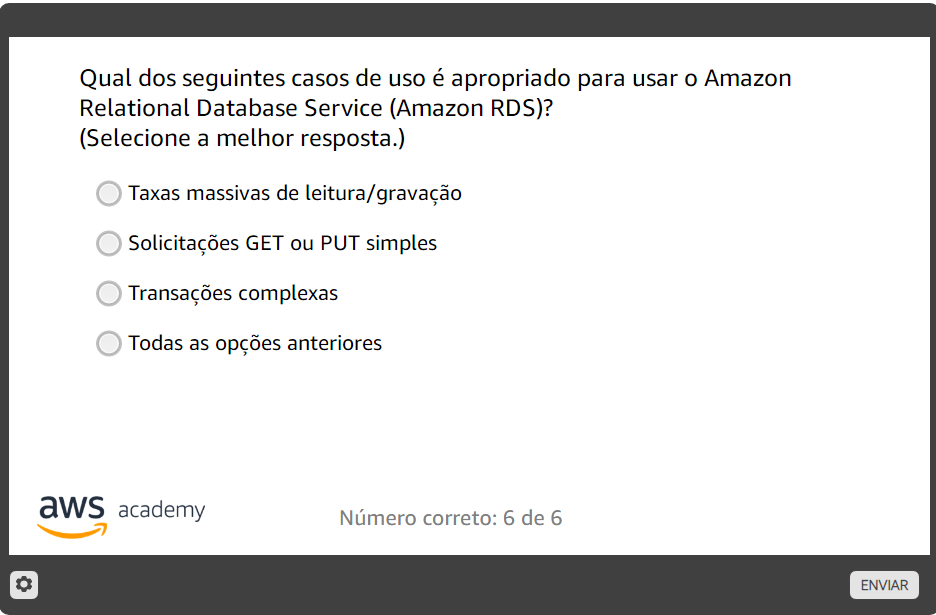 Qual dos seguintes casos de uso é apropriado para usar o Amazon
Relational Database Service (Amazon RDS)?
(Selecione a melhor resposta.)
Taxas massivas de leitura/gravação
Solicitações GET ou PUT simples
Transações complexas
Todas as opções anteriores
aws academy
Número correto: 6 de 6
ENVIAR